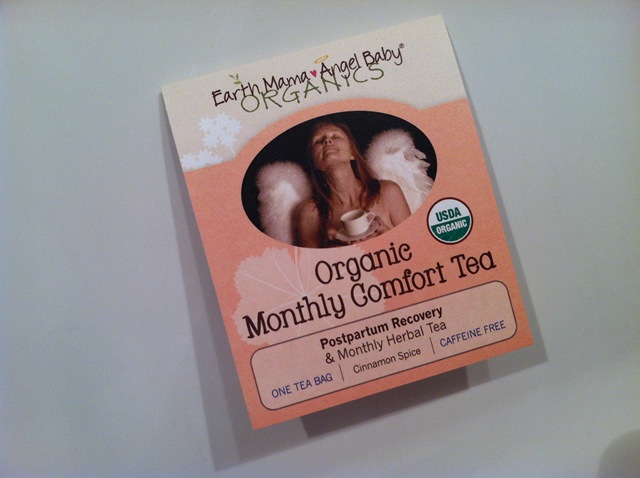 Earth Mama Angel Baby®
ORGANICS
USDA
ORGANIC
Organic
Monthly Comfort Tea
Postpartum Recovery
& Monthly Herbal Tea
ONE TEA BAG | Cinnamon Spice | CAFFEINE FREE